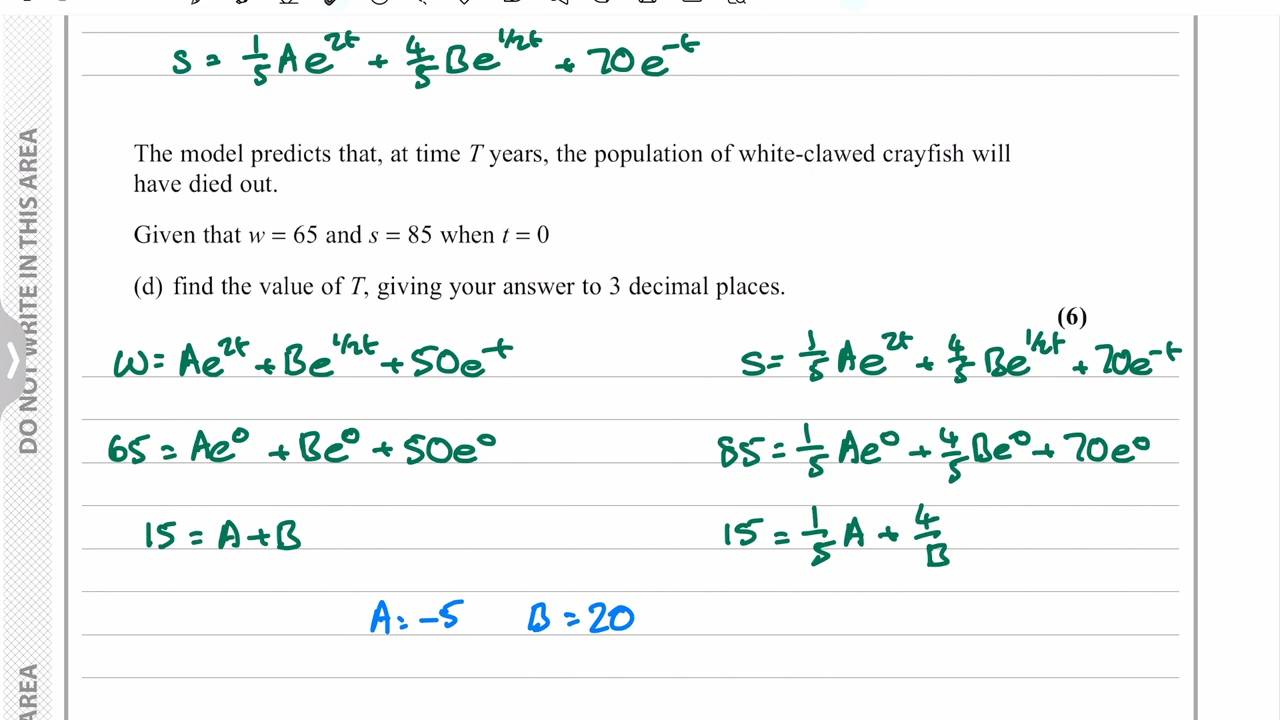 s = 1/5 Ae^2t + 4/5 Be^1/2t + 70e^-t
The model predicts that, at time T years, the population of white-clawed crayfish will
have died out.
Given that w = 65 and s = 85 when t = 0
(d) find the value of T, giving your answer to 3 decimal places.
(6)
w = Ae^2t + Be^1/2t + 50e^-t
s = 1/5 Ae^2t + 4/5 Be^1/2t + 70e^-t
65 = Ae^0 + Be^0 + 50e^0
85 = 1/5 Ae^0 + 4/5 Be^0 + 70e^0
15 = A + B
15 = 1/5 A + 4/B
A = -5 B = 20
DO NOT WRITE IN THIS AREA
AREA